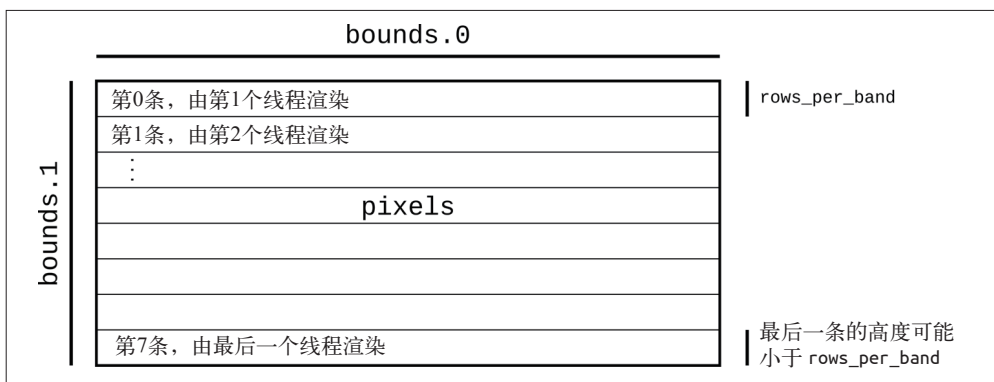 bounds.0
bounds.1
第0条，由第1个线程渲染
rows_per_band
第1条，由第2个线程渲染
⋮
pixels
第7条，由最后一个线程渲染
最后一条的高度可能
小于 rows_per_band